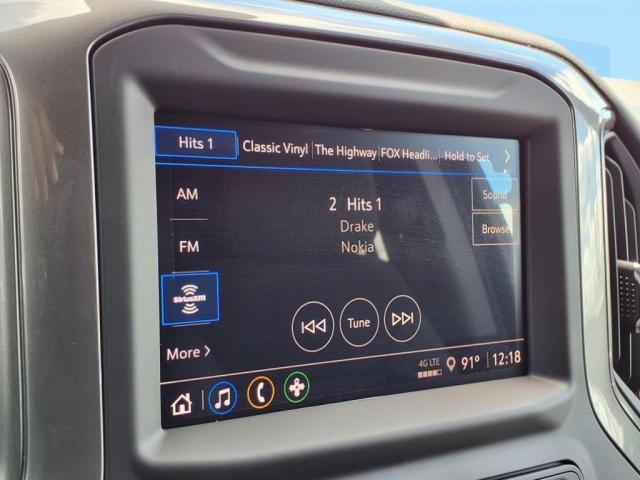 Hits 1 Classic Vinyl The Highway FOX Headli... Hold to Set
AM
2 Hits 1
Sound
Drake
FM
Nokia
Browse
SiriusXM
Tune
More
4G LTE 91° 12:18